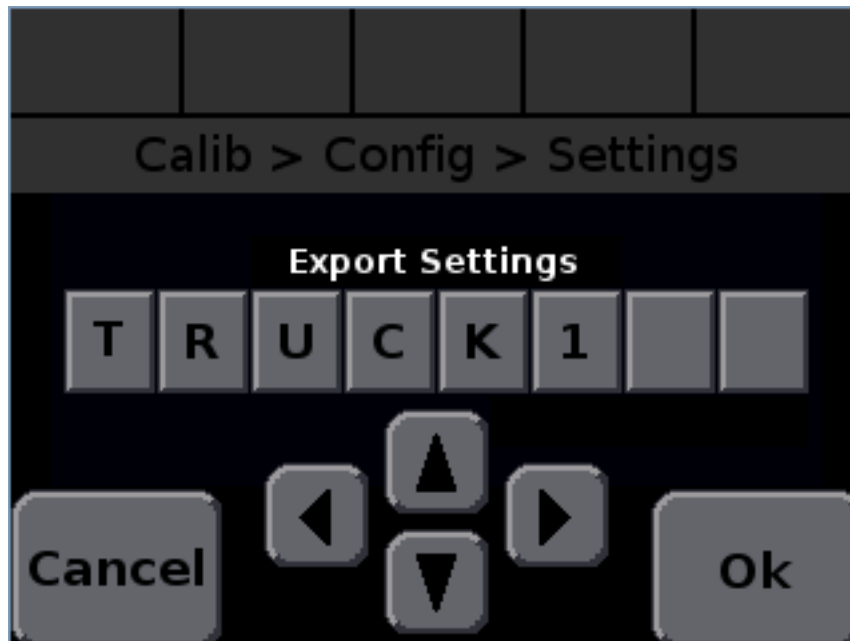 Calib > Config > Settings
Export Settings
T R U C K 1
Cancel
Ok